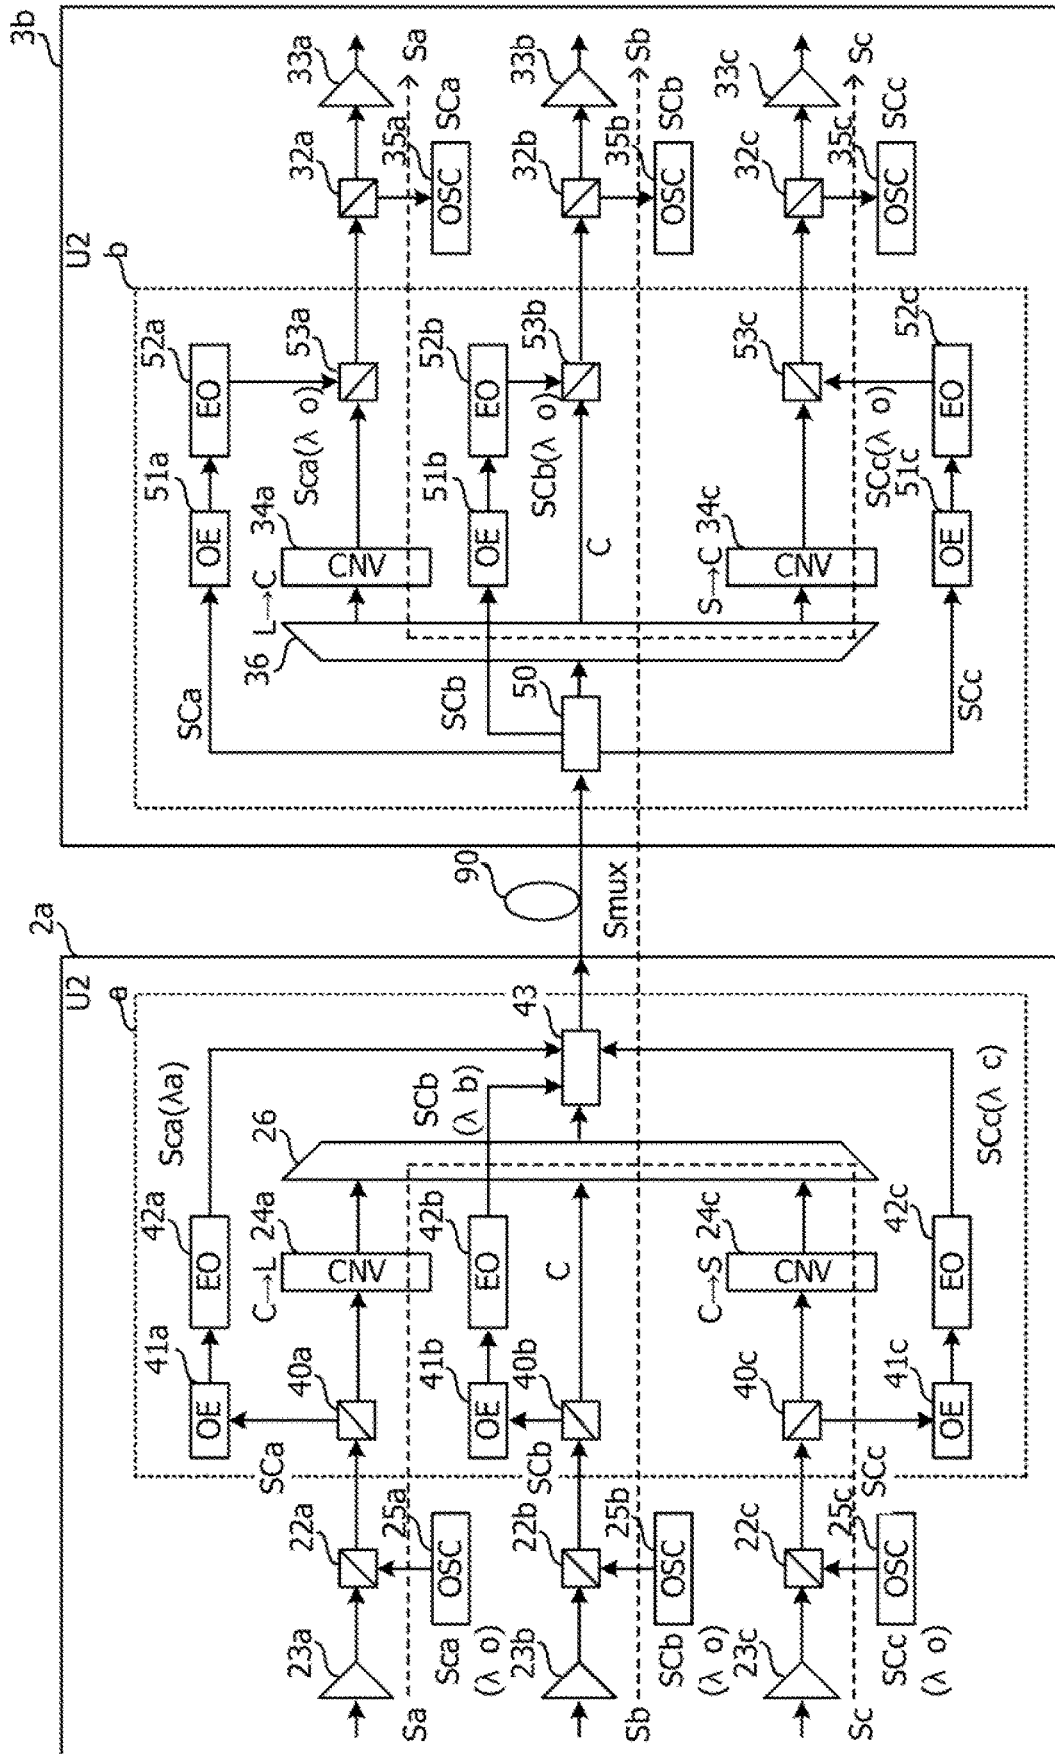 2a
3b
U2
a
U2
b
Sca(λa)
SCa
41a
OE
42a
EO
C→L
24a
CNV
40a
22a
23a
25a
OSC
Sca
(λ o)
Sa
26
SCb
(λ b)
43
41b
OE
42b
EO
SCb
40b
C
22b
23b
25b
OSC
SCb
(λ o)
Sb
C→S
24c
CNV
40c
22c
23c
25c
OSC
SCc
(λ o)
Sc
SCc
41c
OE
42c
EO
SCc(λ c)
90
Smux
SCa
51a
OE
52a
EO
36
L→C
34a
CNV
Sca(λ o)
53a
32a
33a
35a
OSC
SCa
Sa
SCb
50
51b
OE
52b
EO
SCb(λ o)
53b
C
32b
33b
35b
OSC
SCb
Sb
S→C
34c
CNV
53c
32c
33c
35c
OSC
SCc
Sc
SCc
SCc(λ o)
51c
OE
52c
EO